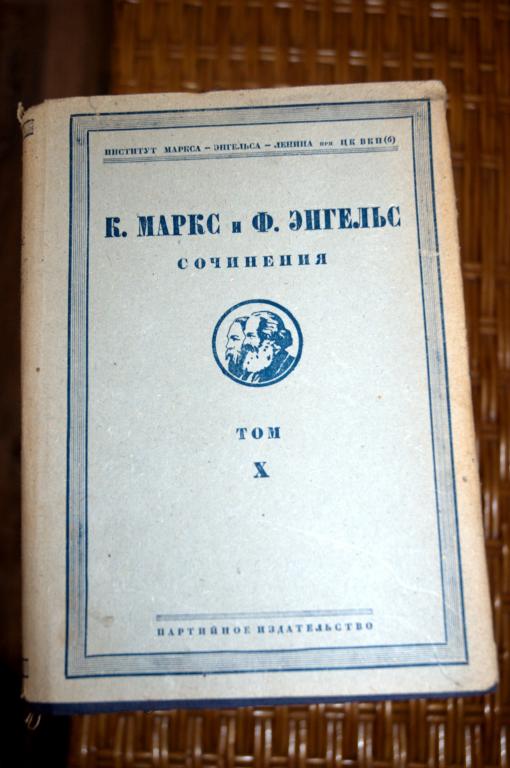 ИНСТИТУТ МАРКСА – ЭНГЕЛЬСА – ЛЕНИНА при ЦК ВКП(б)
К. МАРКС и Ф. ЭНГЕЛЬС
СОЧИНЕНИЯ
ТОМ
X
ПАРТИЙНОЕ ИЗДАТЕЛЬСТВО